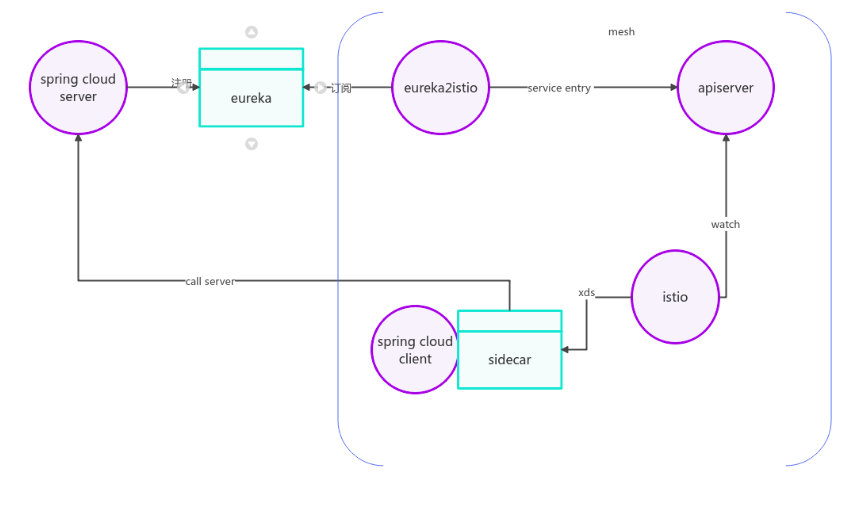 mesh
spring cloud
server
注册
eureka
订阅
eureka2istio
service entry
apiserver
watch
call server
xds
istio
spring cloud
client
sidecar